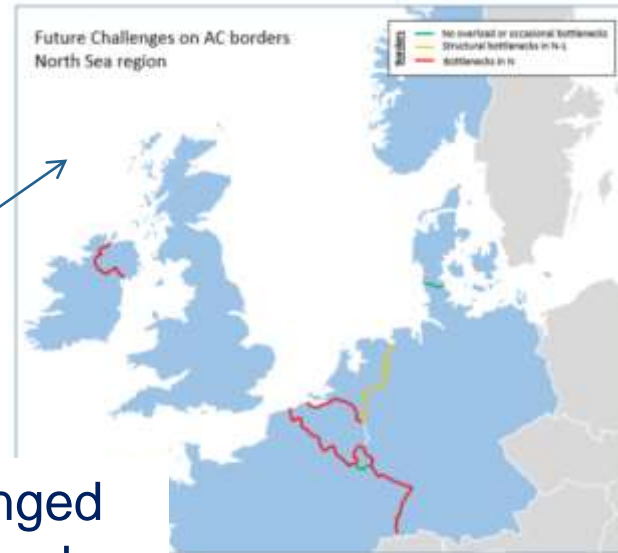 Future Challenges on AC borders
North Sea region
Borders
No overload or occasional bottlenecks
Structural bottlenecks in N-1
Bottlenecks in N
nged